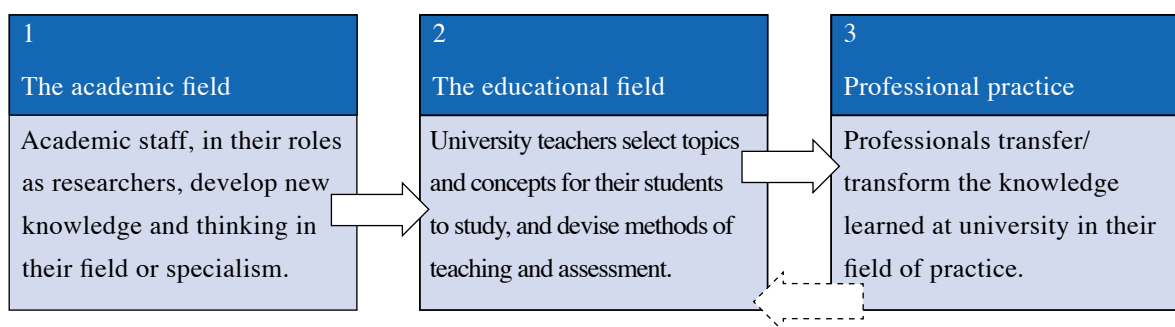 1
The academic field
Academic staff, in their roles
as researchers, develop new
knowledge and thinking in
their field or specialism.
2
The educational field
University teachers select topics
and concepts for their students
to study, and devise methods of
teaching and assessment.
3
Professional practice
Professionals transfer/
transform the knowledge
learned at university in their
field of practice.